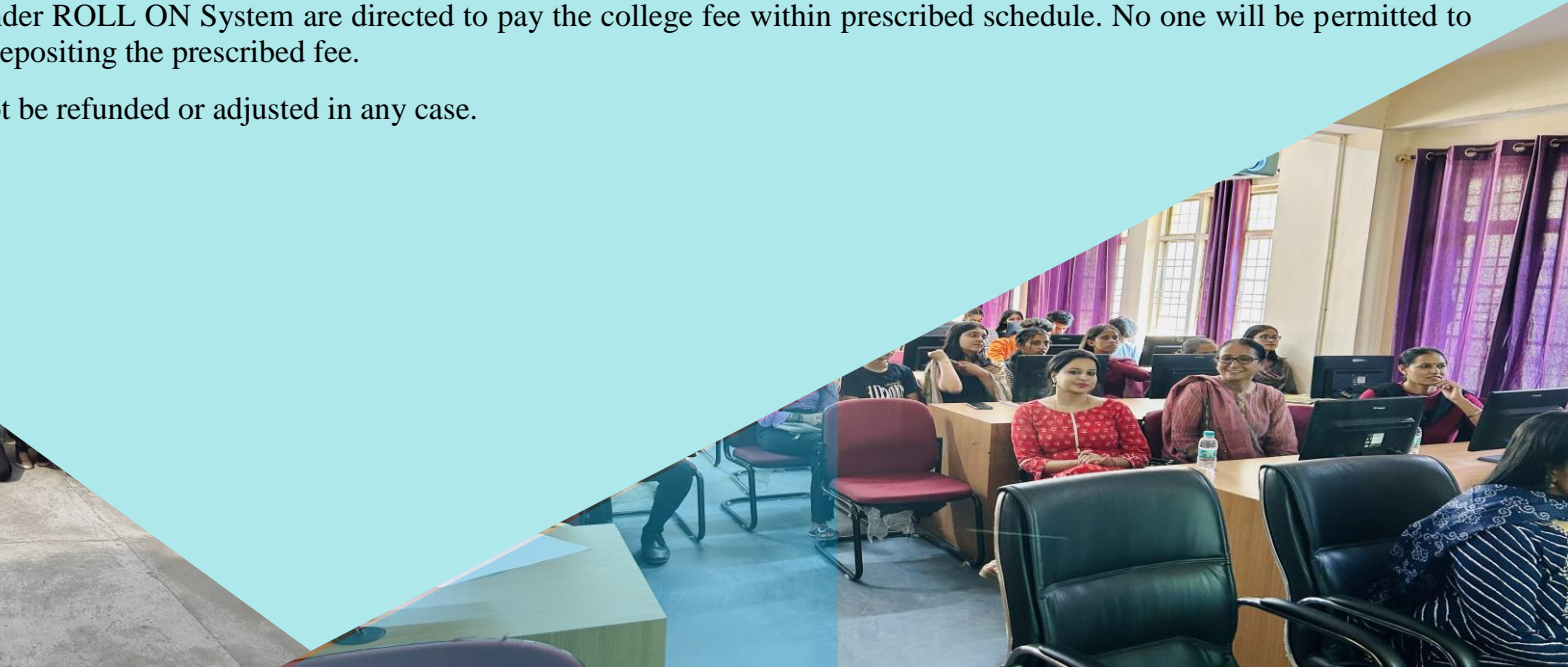 nder ROLL ON System are directed to pay the college fee within prescribed schedule. No one will be permitted to
epositing the prescribed fee.
t be refunded or adjusted in any case.